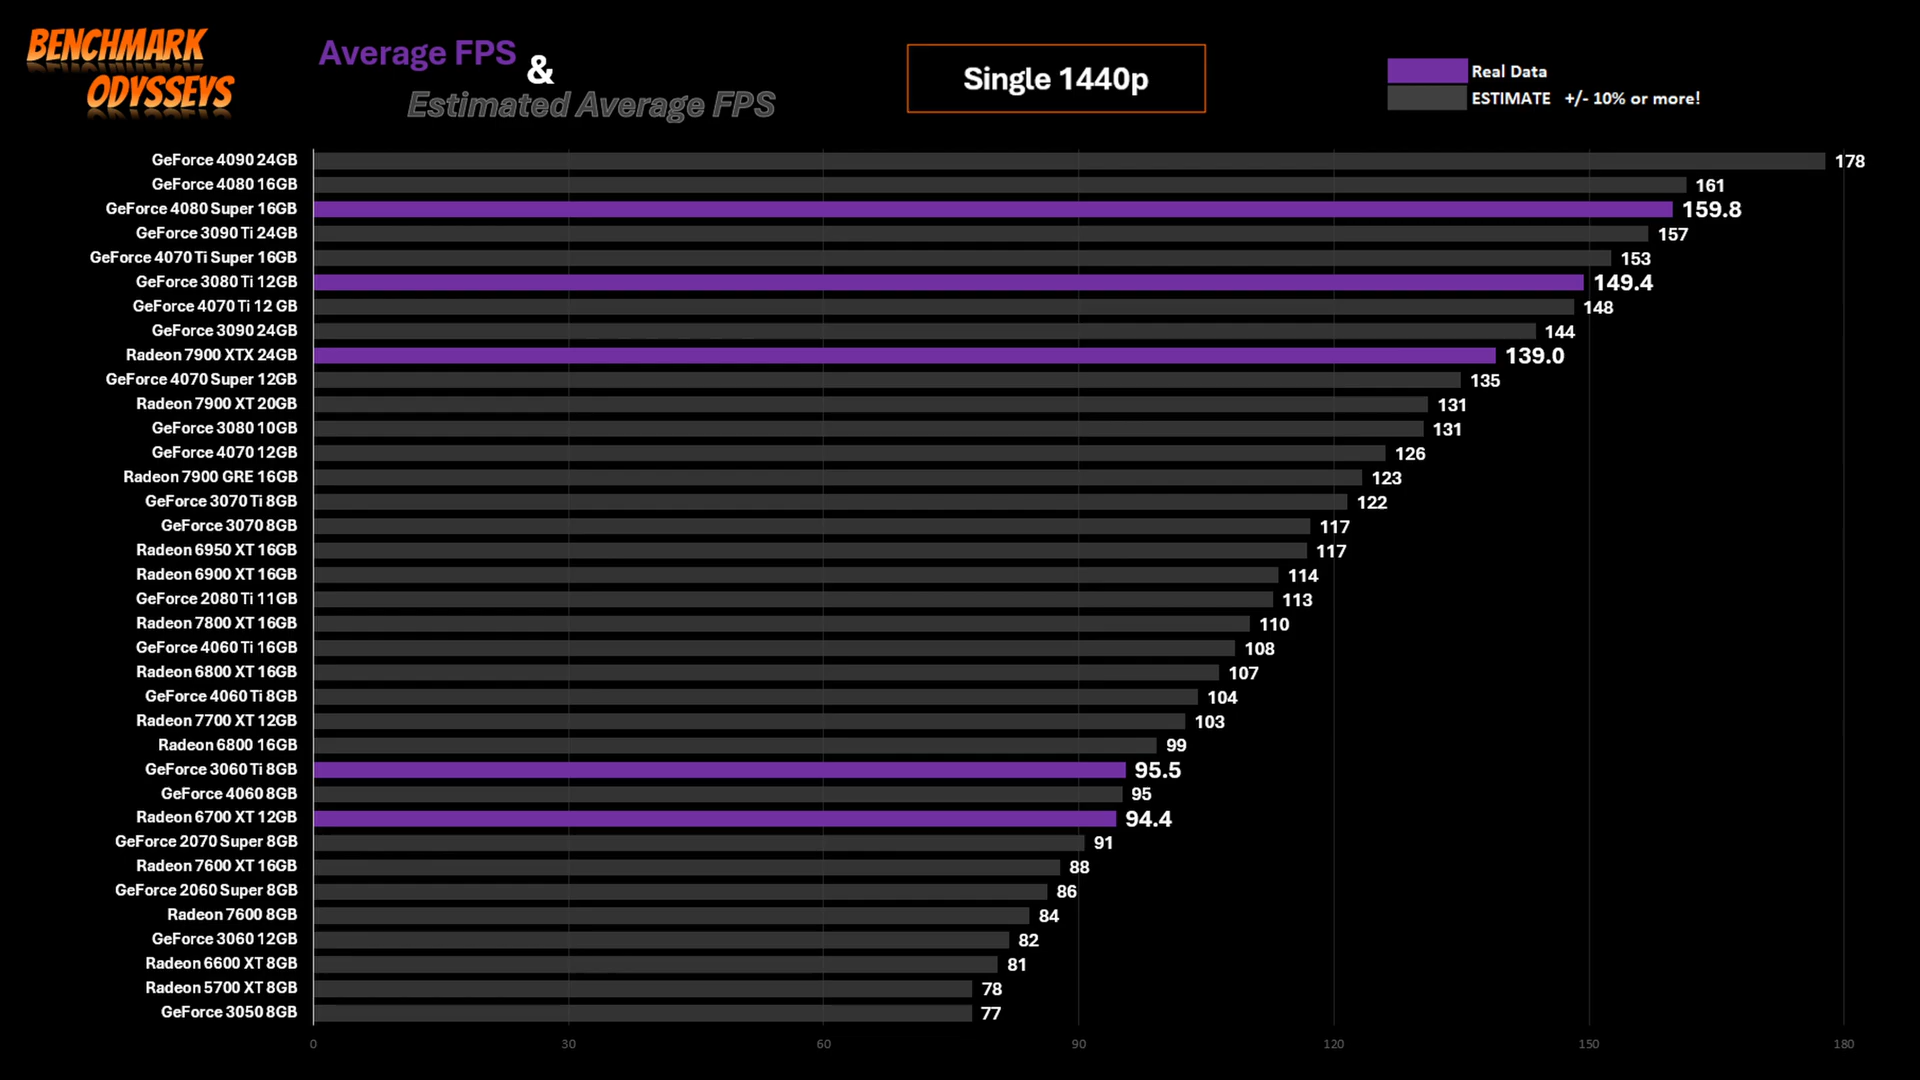 BENCHMARK
ODYSSEYS
Average FPS
&
Estimated Average FPS
Single 1440p
Real Data
ESTIMATE +/- 10% or more!
GeForce 4090 24GB 178
GeForce 4080 16GB 161
GeForce 4080 Super 16GB 159.8
GeForce 3090 Ti 24GB 157
GeForce 4070 Ti Super 16GB 153
GeForce 3080 Ti 12GB 149.4
GeForce 4070 Ti 12 GB 148
GeForce 3090 24GB 144
Radeon 7900 XTX 24GB 139.0
GeForce 4070 Super 12GB 135
Radeon 7900 XT 20GB 131
GeForce 3080 10GB 131
GeForce 4070 12GB 126
Radeon 7900 GRE 16GB 123
GeForce 3070 Ti 8GB 122
GeForce 3070 8GB 117
Radeon 6950 XT 16GB 117
Radeon 6900 XT 16GB 114
GeForce 2080 Ti 11GB 113
Radeon 7800 XT 16GB 110
GeForce 4060 Ti 16GB 108
Radeon 6800 XT 16GB 107
GeForce 4060 Ti 8GB 104
Radeon 7700 XT 12GB 103
Radeon 6800 16GB 99
GeForce 3060 Ti 8GB 95.5
GeForce 4060 8GB 95
Radeon 6700 XT 12GB 94.4
GeForce 2070 Super 8GB 91
Radeon 7600 XT 16GB 88
GeForce 2060 Super 8GB 86
Radeon 7600 8GB 84
GeForce 3060 12GB 82
Radeon 6600 XT 8GB 81
Radeon 5700 XT 8GB 78
GeForce 3050 8GB 77
0 30 60 90 120 150 180